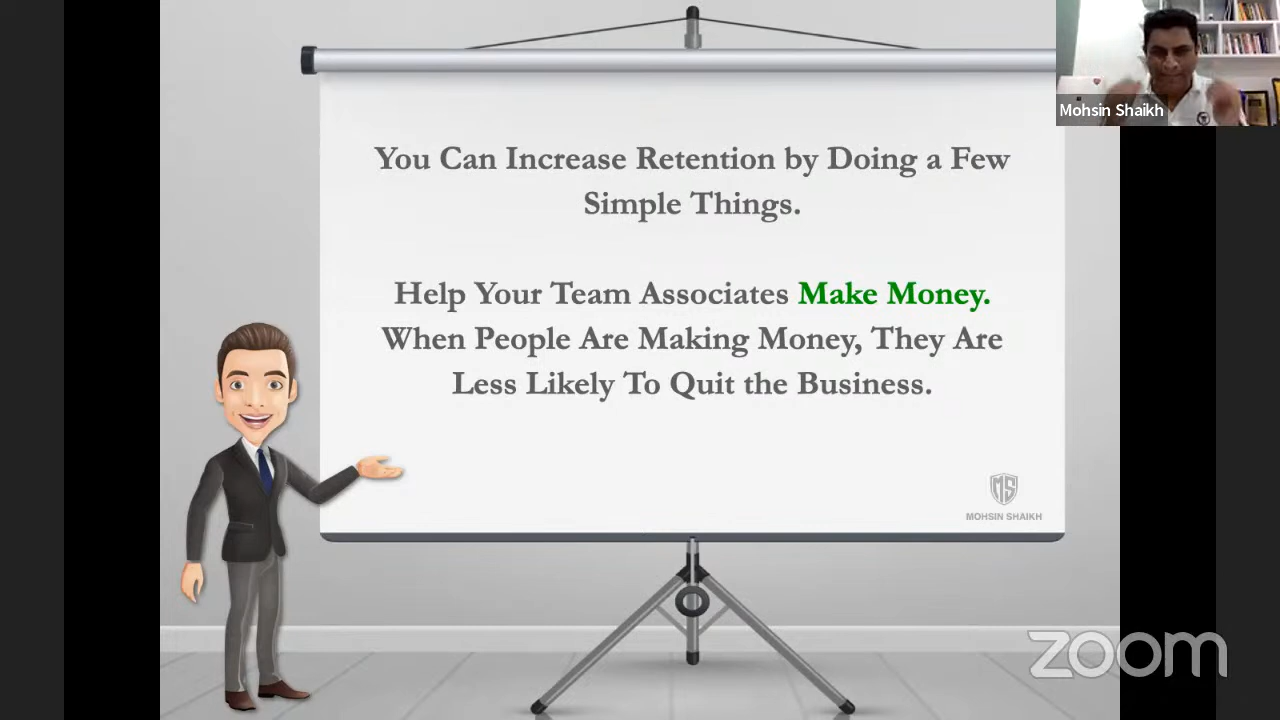 Mohsin Shaikh
You Can Increase Retention by Doing a Few
Simple Things.
Help Your Team Associates Make Money.
When People Are Making Money, They Are
Less Likely To Quit the Business.
MS
MOHSIN SHAIKH
zoom